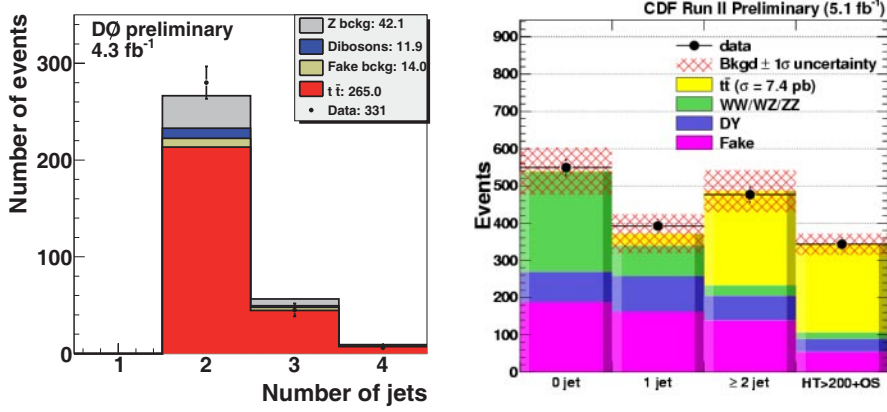 DØ preliminary
4.3 fb⁻¹
Z bckg: 42.1
Dibosons: 11.9
Fake bckg: 14.0
t t̄: 265.0
Data: 331
Number of events
300
200
100
0
1 2 3 4
Number of jets
CDF Run II Preliminary (5.1 fb⁻¹)
data
Bkgd ± 1σ uncertainty
tt̄ (σ = 7.4 pb)
WW/WZ/ZZ
DY
Fake
Events
900
800
700
600
500
400
300
200
100
0
0 jet 1 jet ≥ 2 jet HT>200+OS